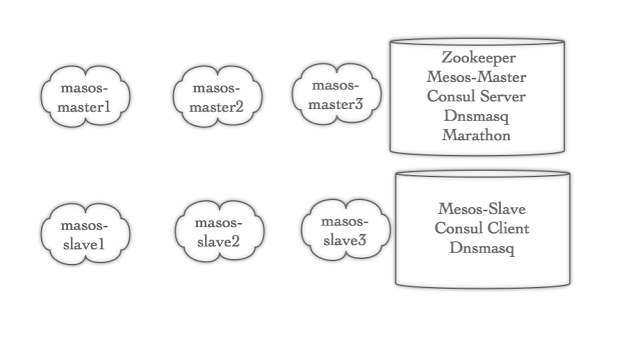 masos-
master1
masos-
master2
masos-
master3
Zookeeper
Mesos-Master
Consul Server
Dnsmasq
Marathon
masos-
slave1
masos-
slave2
masos-
slave3
Mesos-Slave
Consul Client
Dnsmasq